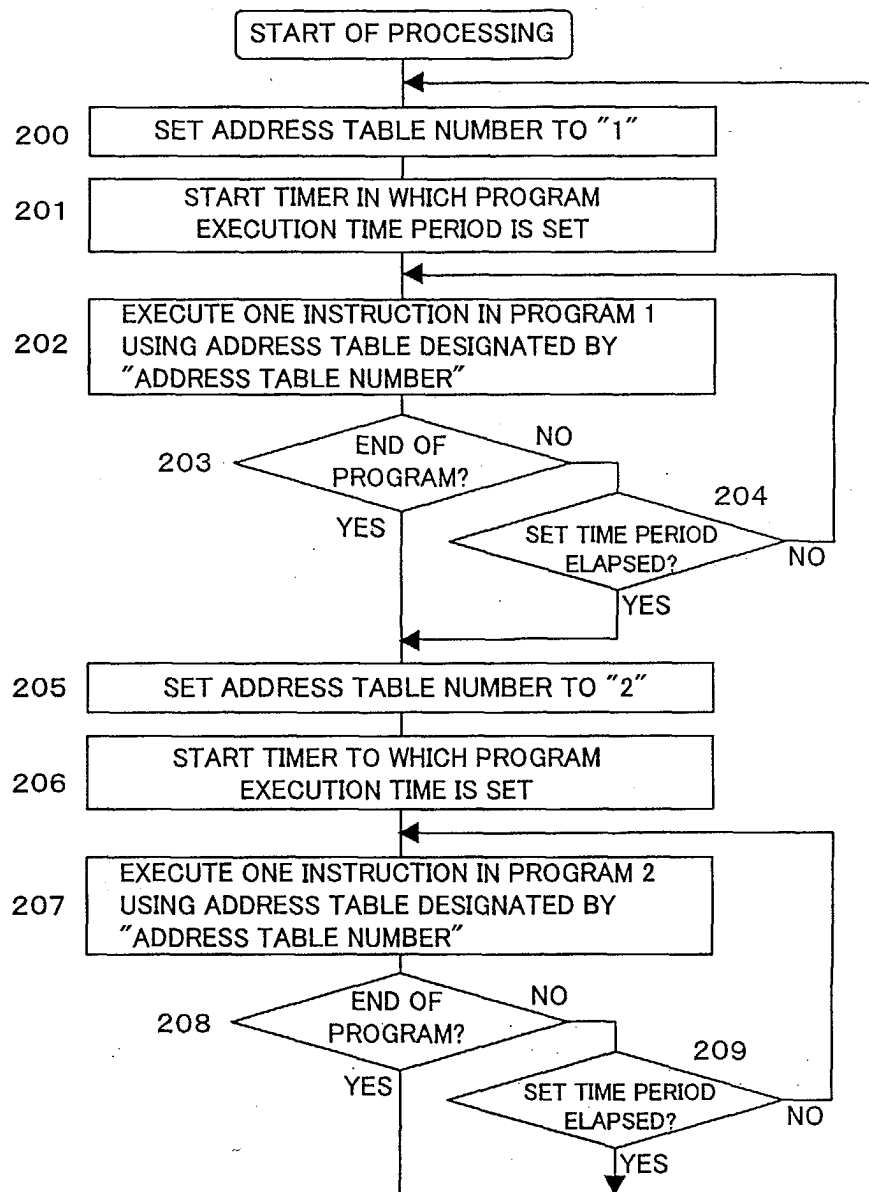 START OF PROCESSING
200
SET ADDRESS TABLE NUMBER TO "1"
201
START TIMER IN WHICH PROGRAM
EXECUTION TIME PERIOD IS SET
202
EXECUTE ONE INSTRUCTION IN PROGRAM 1
USING ADDRESS TABLE DESIGNATED BY
"ADDRESS TABLE NUMBER"
203
END OF
PROGRAM?
NO
YES
204
SET TIME PERIOD
ELAPSED?
NO
YES
205
SET ADDRESS TABLE NUMBER TO "2"
206
START TIMER TO WHICH PROGRAM
EXECUTION TIME IS SET
207
EXECUTE ONE INSTRUCTION IN PROGRAM 2
USING ADDRESS TABLE DESIGNATED BY
"ADDRESS TABLE NUMBER"
208
END OF
PROGRAM?
NO
YES
209
SET TIME PERIOD
ELAPSED?
NO
YES